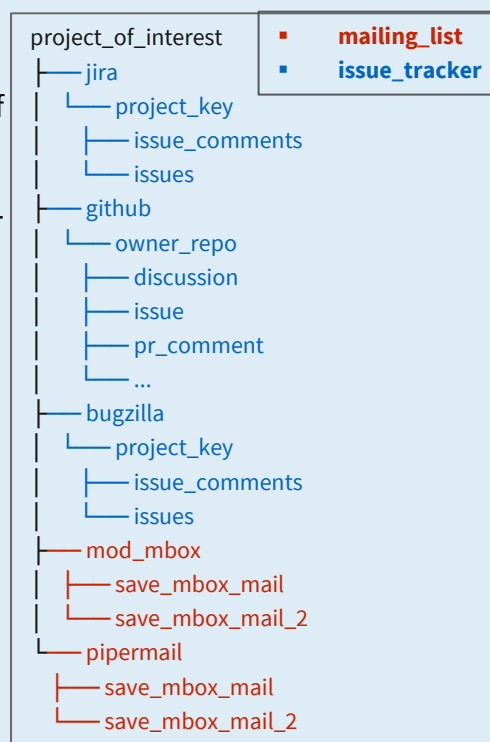 project_of_interest
▪ mailing_list
▪ issue_tracker
├── jira
│ └── project_key
│ ├── issue_comments
│ └── issues
├── github
│ └── owner_repo
│ ├── discussion
│ ├── issue
│ ├── pr_comment
│ └── ...
├── bugzilla
│ └── project_key
│ ├── issue_comments
│ └── issues
├── mod_mbox
│ ├── save_mbox_mail
│ └── save_mbox_mail_2
└── pipermail
├── save_mbox_mail
└── save_mbox_mail_2